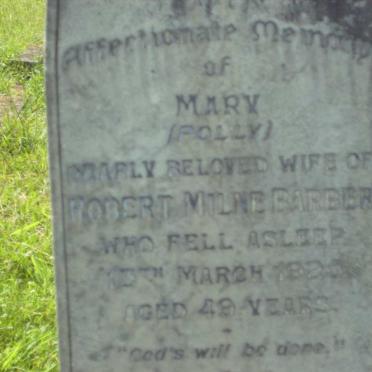 Affectionate Memory
of
MARY
(POLLY)
DEARLY BELOVED WIFE OF
ROBERT MILNE BARBER
WHO FELL ASLEEP
MARCH
AGED 49 YEARS.
"God's will be done."